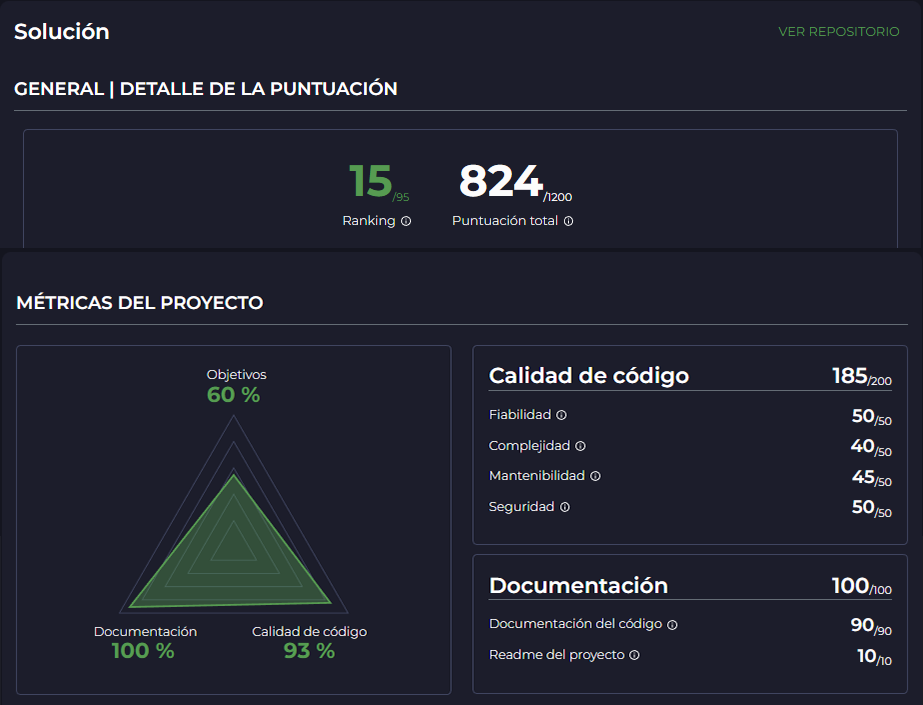 Solución
VER REPOSITORIO
GENERAL | DETALLE DE LA PUNTUACIÓN
15/95
824/1200
Ranking
Puntuación total
MÉTRICAS DEL PROYECTO
Objetivos
60 %
Documentación
100 %
Calidad de código
93 %
Calidad de código 185/200
Fiabilidad 50/50
Complejidad 40/50
Mantenibilidad 45/50
Seguridad 50/50
Documentación 100/100
Documentación del código 90/90
Readme del proyecto 10/10